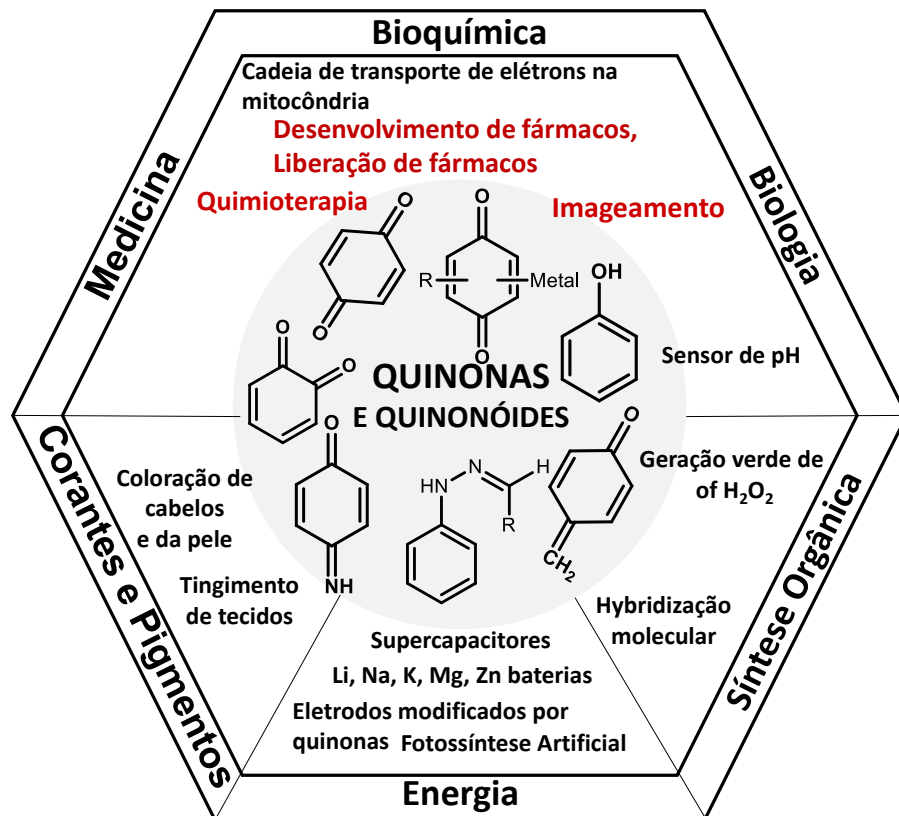 Bioquímica
Cadeia de transporte de elétrons na
mitocôndria
Desenvolvimento de fármacos,
Liberação de fármacos
Quimioterapia
Imageamento
Medicina
Biologia
O
O
O
R
Metal
O
OH
O
O
QUINONAS
E QUINONÓIDES
Sensor de pH
Corantes e Pigmentos
Coloração de
cabelos
e da pele
Tingimento
de tecidos
O
NH
HN
N
H
R
O
CH2
Geração verde de
of H2O2
Hybridização
molecular
Síntese Orgânica
Supercapacitores
Li, Na, K, Mg, Zn baterias
Eletrodos modificados por
quinonas Fotossíntese Artificial
Energia